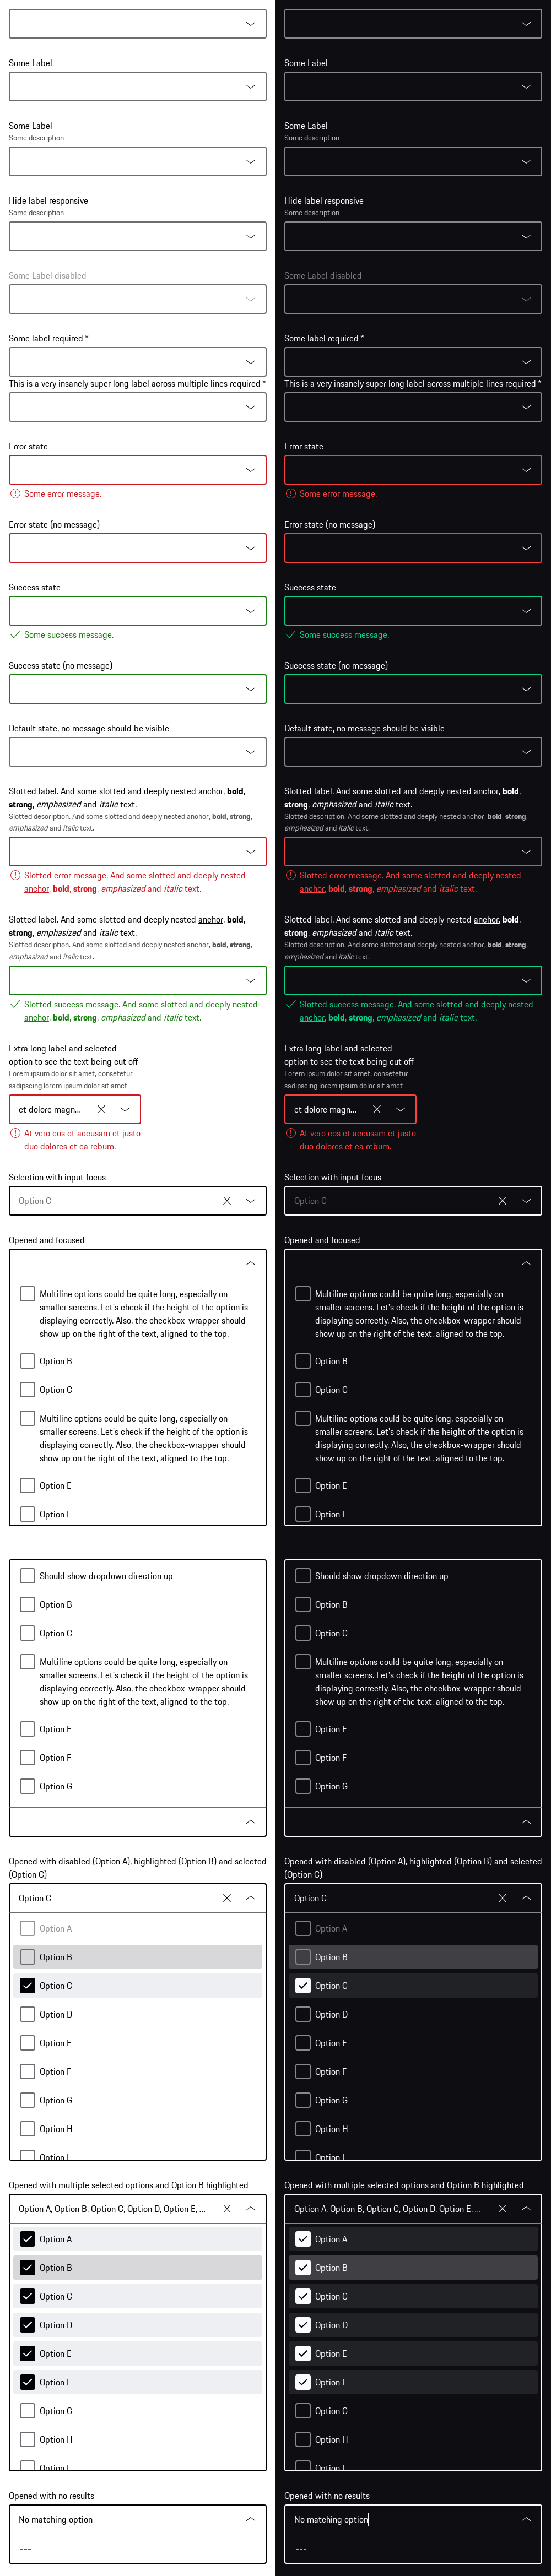 Some Label
Some Label
Some description
Hide label responsive
Some description
Some Label disabled
Some label required *
This is a very insanely super long label across multiple lines required *
Error state
Some error message.
Error state (no message)
Success state
Some success message.
Success state (no message)
Default state, no message should be visible
Slotted label. And some slotted and deeply nested anchor, bold,
strong, emphasized and italic text.
Slotted description. And some slotted and deeply nested anchor, bold, strong,
emphasized and italic text.
Slotted error message. And some slotted and deeply nested
anchor, bold, strong, emphasized and italic text.
Slotted label. And some slotted and deeply nested anchor, bold,
strong, emphasized and italic text.
Slotted description. And some slotted and deeply nested anchor, bold, strong,
emphasized and italic text.
Slotted success message. And some slotted and deeply nested
anchor, bold, strong, emphasized and italic text.
Extra long label and selected
option to see the text being cut off
Lorem ipsum dolor sit amet, consetetur
sadipscing lorem ipsum dolor sit amet
et dolore magn...
At vero eos et accusam et justo
duo dolores et ea rebum.
Selection with input focus
Option C
Opened and focused
Multiline options could be quite long, especially on
smaller screens. Let's check if the height of the option is
displaying correctly. Also, the checkbox-wrapper should
show up on the right of the text, aligned to the top.
Option B
Option C
Multiline options could be quite long, especially on
smaller screens. Let's check if the height of the option is
displaying correctly. Also, the checkbox-wrapper should
show up on the right of the text, aligned to the top.
Option E
Option F
Should show dropdown direction up
Option B
Option C
Multiline options could be quite long, especially on
smaller screens. Let's check if the height of the option is
displaying correctly. Also, the checkbox-wrapper should
show up on the right of the text, aligned to the top.
Option E
Option F
Option G
Opened with disabled (Option A), highlighted (Option B) and selected
(Option C)
Option C
Option A
Option B
Option C
Option D
Option E
Option F
Option G
Option H
Option I
Opened with multiple selected options and Option B highlighted
Option A, Option B, Option C, Option D, Option E, ...
Option A
Option B
Option C
Option D
Option E
Option F
Option G
Option H
Option I
Opened with no results
No matching option
---
Some Label
Some Label
Some description
Hide label responsive
Some description
Some Label disabled
Some label required *
This is a very insanely super long label across multiple lines required *
Error state
Some error message.
Error state (no message)
Success state
Some success message.
Success state (no message)
Default state, no message should be visible
Slotted label. And some slotted and deeply nested anchor, bold,
strong, emphasized and italic text.
Slotted description. And some slotted and deeply nested anchor, bold, strong,
emphasized and italic text.
Slotted error message. And some slotted and deeply nested
anchor, bold, strong, emphasized and italic text.
Slotted label. And some slotted and deeply nested anchor, bold,
strong, emphasized and italic text.
Slotted description. And some slotted and deeply nested anchor, bold, strong,
emphasized and italic text.
Slotted success message. And some slotted and deeply nested
anchor, bold, strong, emphasized and italic text.
Extra long label and selected
option to see the text being cut off
Lorem ipsum dolor sit amet, consetetur
sadipscing lorem ipsum dolor sit amet
et dolore magn...
At vero eos et accusam et justo
duo dolores et ea rebum.
Selection with input focus
Option C
Opened and focused
Multiline options could be quite long, especially on
smaller screens. Let's check if the height of the option is
displaying correctly. Also, the checkbox-wrapper should
show up on the right of the text, aligned to the top.
Option B
Option C
Multiline options could be quite long, especially on
smaller screens. Let's check if the height of the option is
displaying correctly. Also, the checkbox-wrapper should
show up on the right of the text, aligned to the top.
Option E
Option F
Should show dropdown direction up
Option B
Option C
Multiline options could be quite long, especially on
smaller screens. Let's check if the height of the option is
displaying correctly. Also, the checkbox-wrapper should
show up on the right of the text, aligned to the top.
Option E
Option F
Option G
Opened with disabled (Option A), highlighted (Option B) and selected
(Option C)
Option C
Option A
Option B
Option C
Option D
Option E
Option F
Option G
Option H
Option I
Opened with multiple selected options and Option B highlighted
Option A, Option B, Option C, Option D, Option E, ...
Option A
Option B
Option C
Option D
Option E
Option F
Option G
Option H
Option I
Opened with no results
No matching option
---